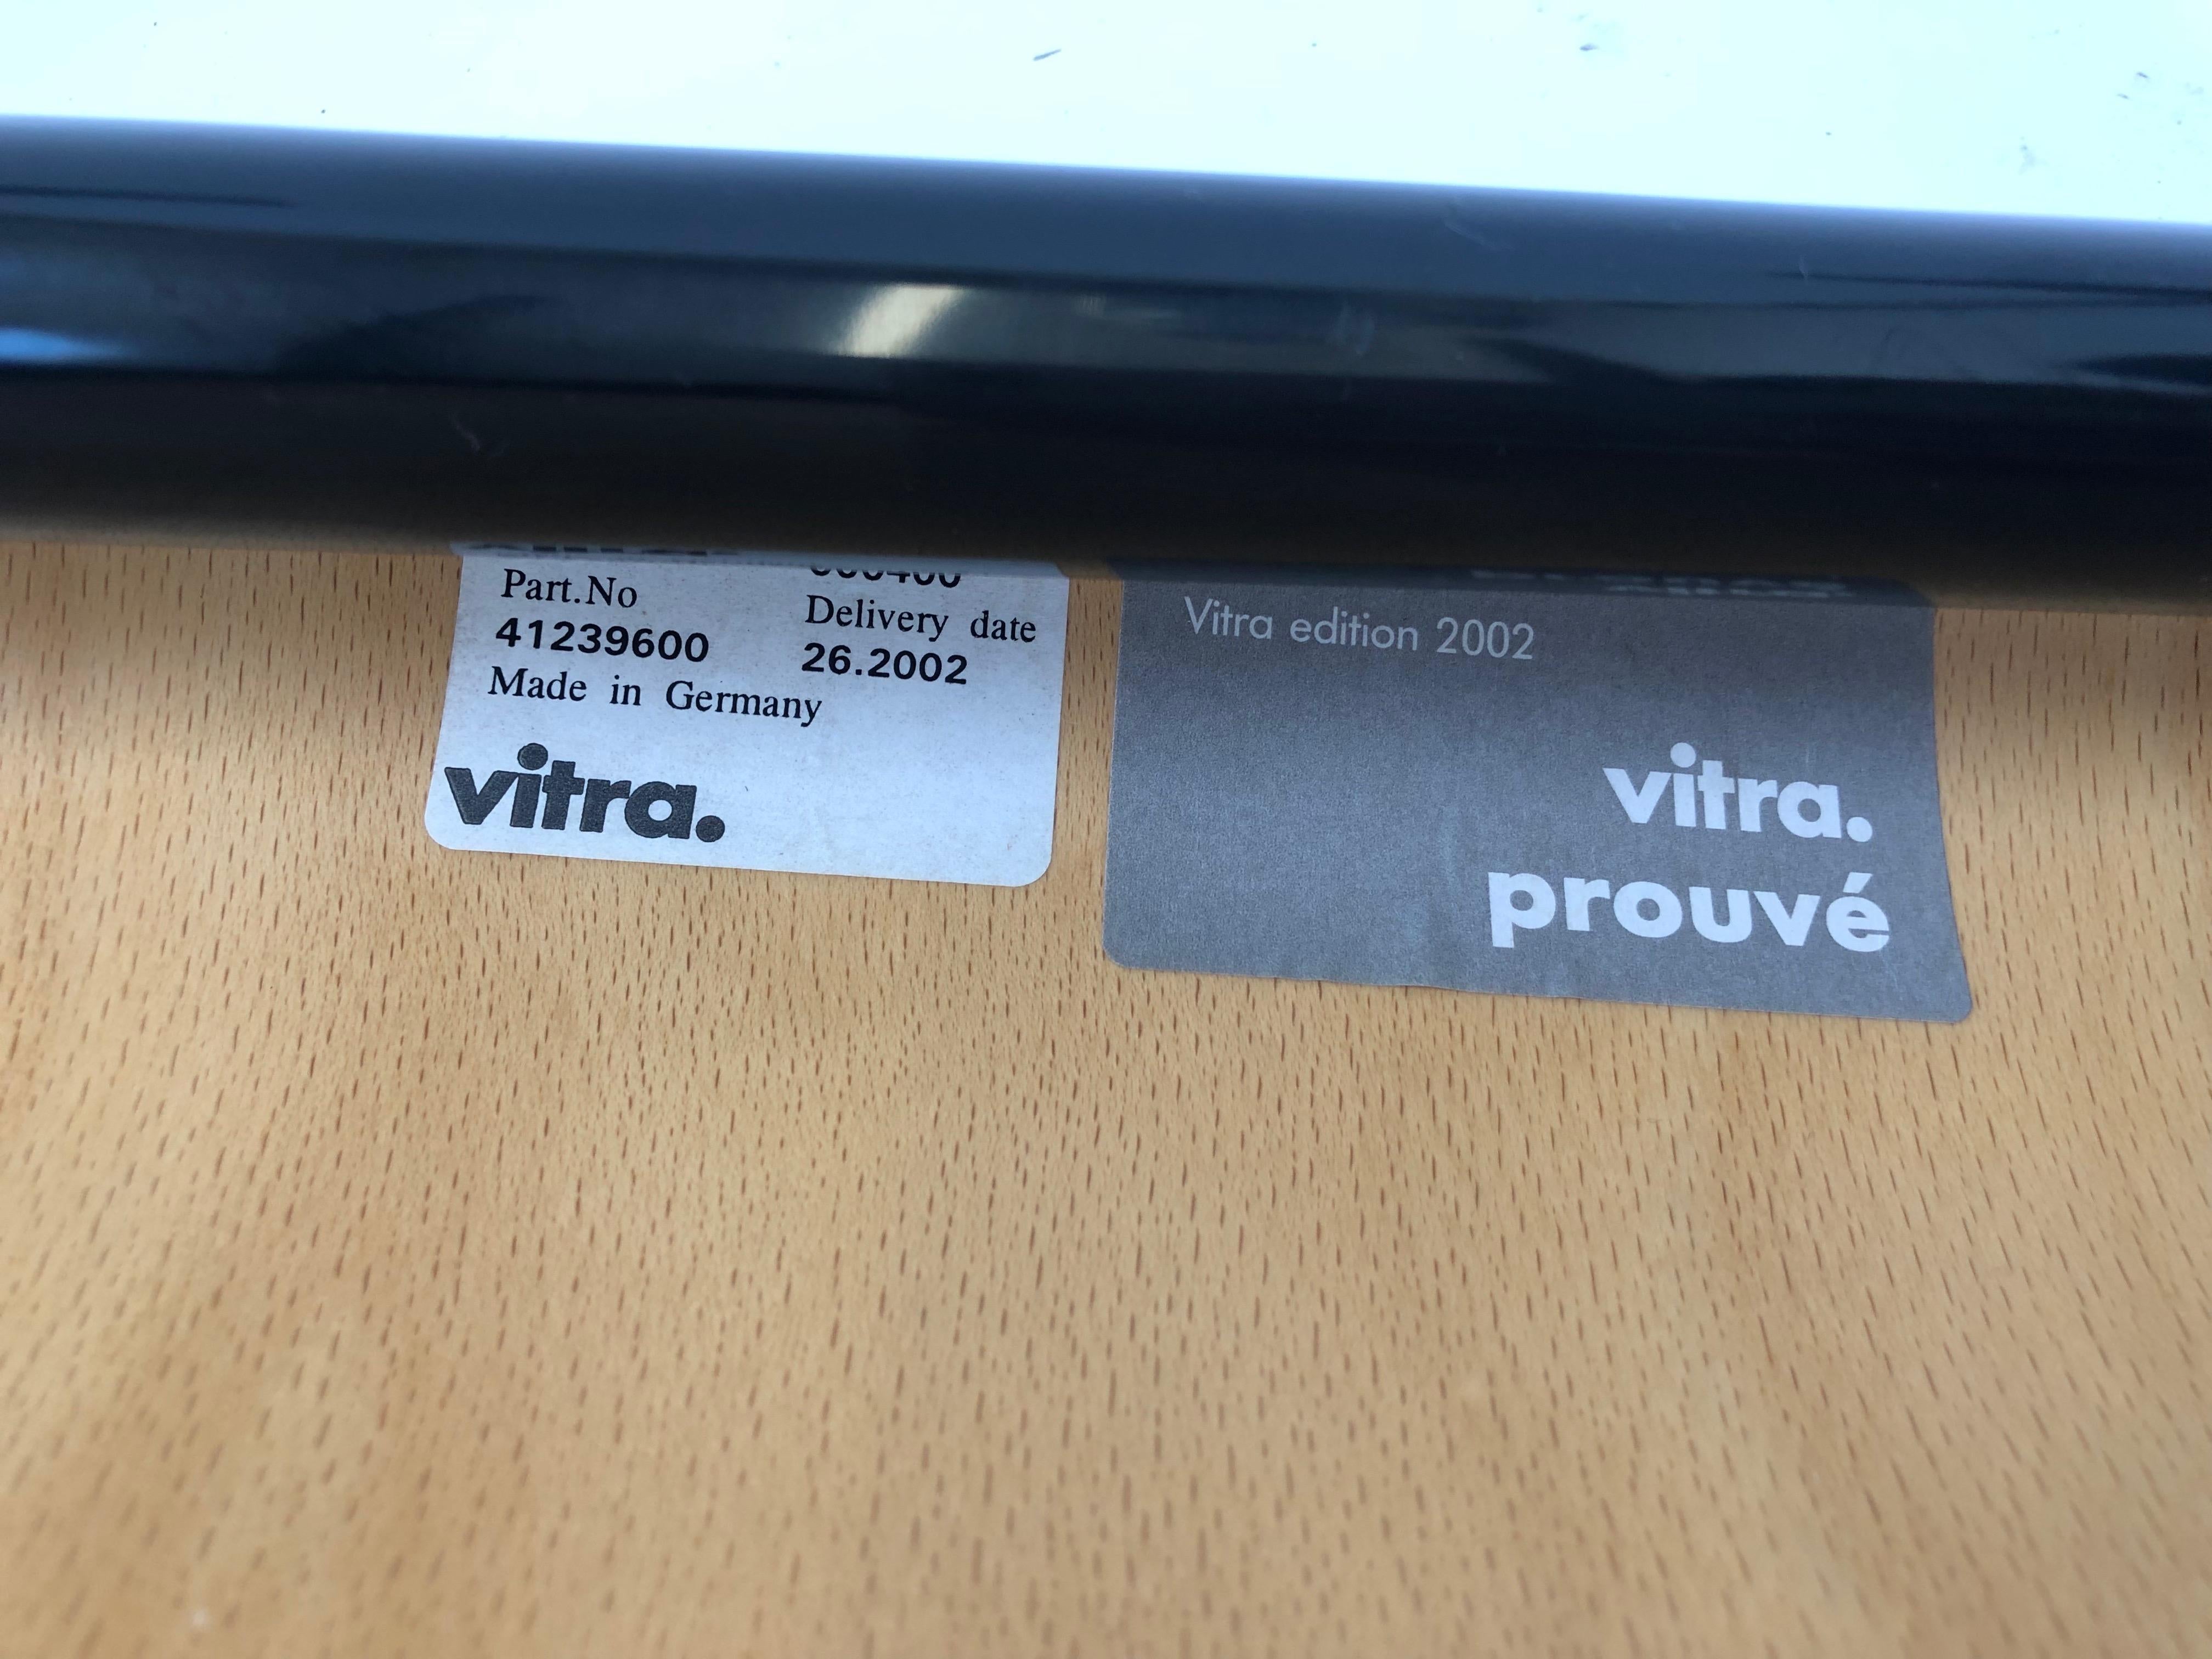 Part.No
41239600
Delivery date
26.2002
Made in Germany
vitra.
Vitra edition 2002
vitra.
prouvé